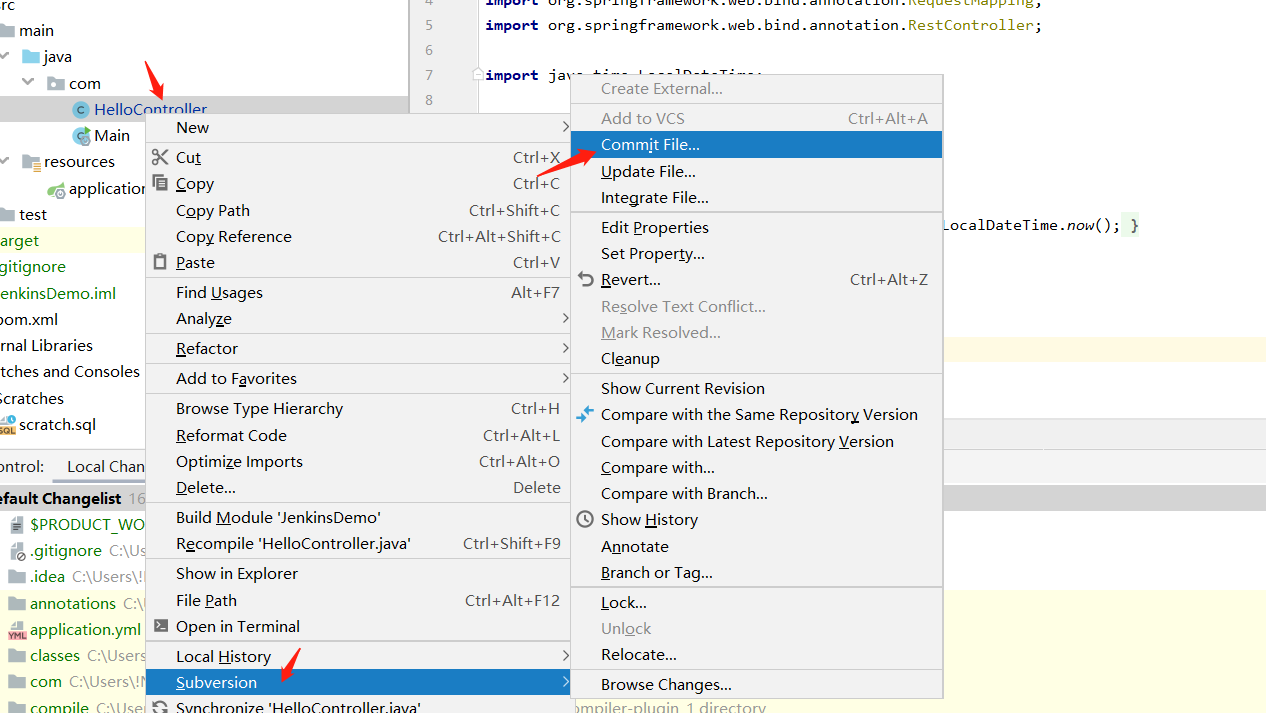 rc
main
java
com
HelloController
Main
resources
application
test
arget
gitignore
enkinsDemo.iml
pom.xml
rnal Libraries
tches and Consoles
Scratches
scratch.sql
ontrol: Local Chan
efault Changelist 16
$PRODUCT_WO
.gitignore C:\Us
.idea C:\Users\!
annotations C:\
application.yml
classes C:\Users
com C:\Users\!N
compile C:\Use
4 import org.springframework.web.bind.annotation.RequestMapping;
5 import org.springframework.web.bind.annotation.RestController;
6
7 import java.time.LocalDateTime;
8
LocalDateTime.now(); }
New
Cut Ctrl+X
Copy Ctrl+C
Copy Path Ctrl+Shift+C
Copy Reference Ctrl+Alt+Shift+C
Paste Ctrl+V
Find Usages Alt+F7
Analyze
Refactor
Add to Favorites
Browse Type Hierarchy Ctrl+H
Reformat Code Ctrl+Alt+L
Optimize Imports Ctrl+Alt+O
Delete... Delete
Build Module 'JenkinsDemo'
Recompile 'HelloController.java' Ctrl+Shift+F9
Show in Explorer
File Path Ctrl+Alt+F12
Open in Terminal
Local History
Subversion
Synchronize 'HelloController.java'
Create External...
Add to VCS Ctrl+Alt+A
Commit File...
Update File...
Integrate File...
Edit Properties
Set Property...
Revert... Ctrl+Alt+Z
Resolve Text Conflict...
Mark Resolved...
Cleanup
Show Current Revision
Compare with the Same Repository Version
Compare with Latest Repository Version
Compare with...
Compare with Branch...
Show History
Annotate
Branch or Tag...
Lock...
Unlock
Relocate...
Browse Changes...
ompiler-plugin 1 directory